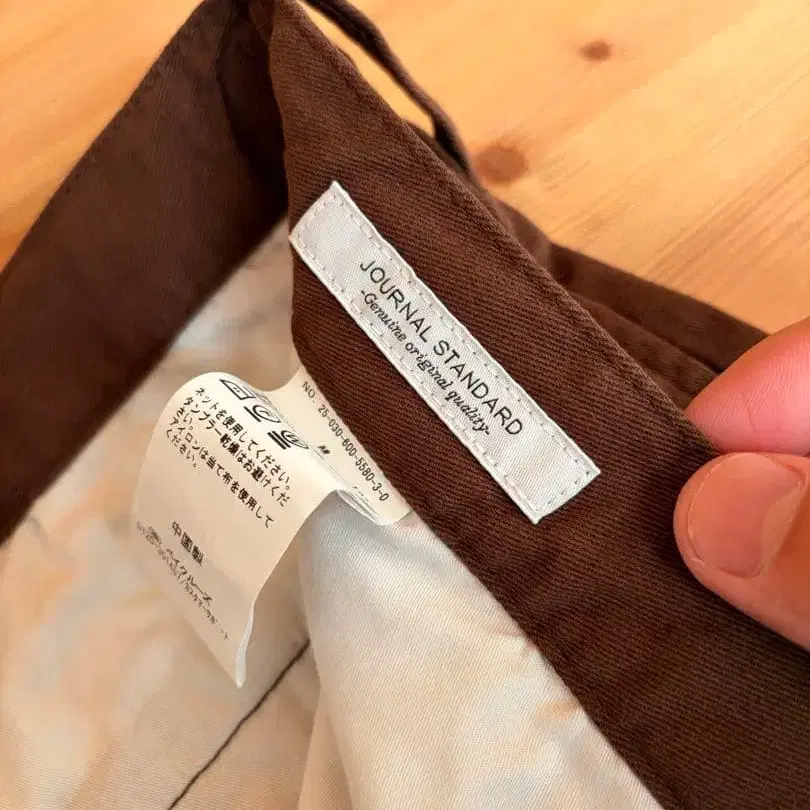 JOURNAL STANDARD
-Genuine original quality-
NO. 25-030-600-5580-3-0
M
ネットを使用してください。
タンブラー乾燥はお避けくだ
さい。
アイロンは当て布を使用して
ください。
中国製